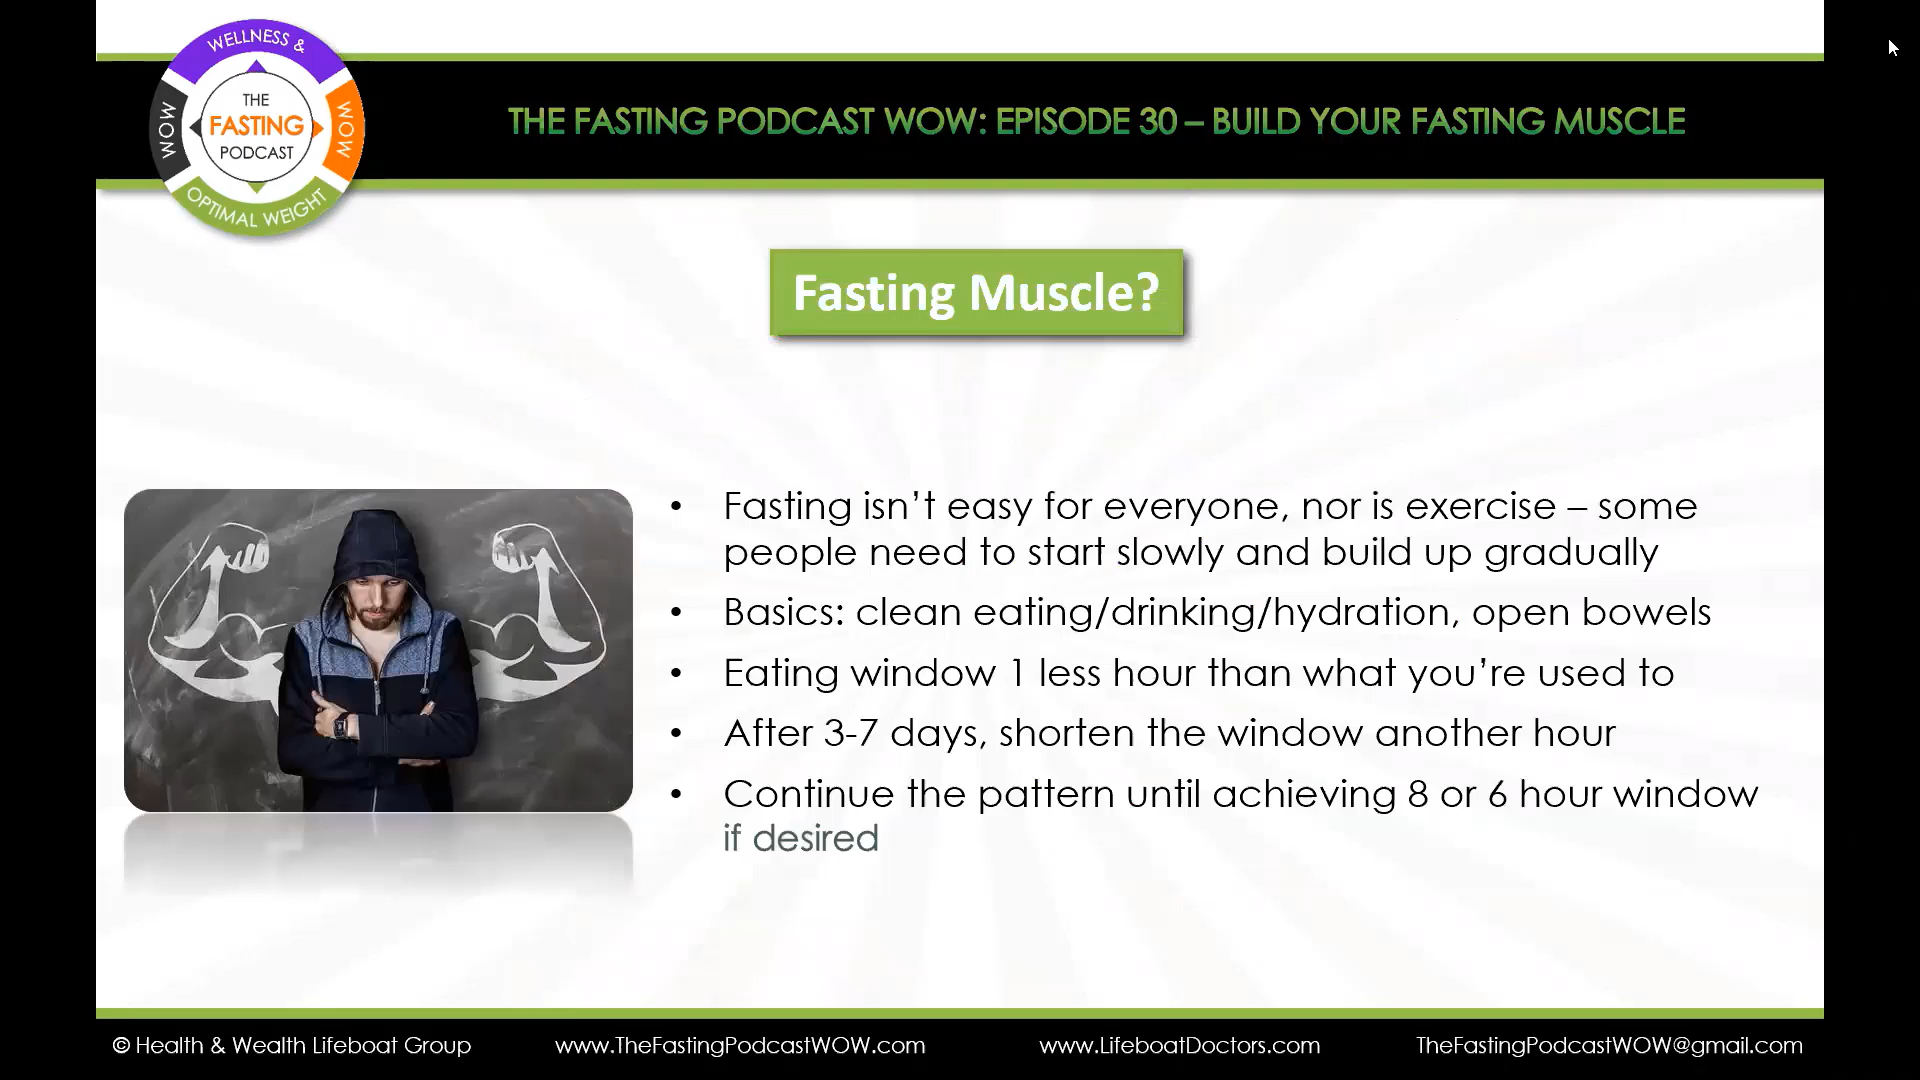 WELLNESS &
WOW
THE
FASTING
PODCAST
WOW
OPTIMAL WEIGHT
THE FASTING PODCAST WOW: EPISODE 30 – BUILD YOUR FASTING MUSCLE
Fasting Muscle?
• Fasting isn’t easy for everyone, nor is exercise – some
people need to start slowly and build up gradually
• Basics: clean eating/drinking/hydration, open bowels
• Eating window 1 less hour than what you’re used to
• After 3-7 days, shorten the window another hour
• Continue the pattern until achieving 8 or 6 hour window
if desired
© Health & Wealth Lifeboat Group www.TheFastingPodcastWOW.com www.LifeboatDoctors.com TheFastingPodcastWOW@gmail.com